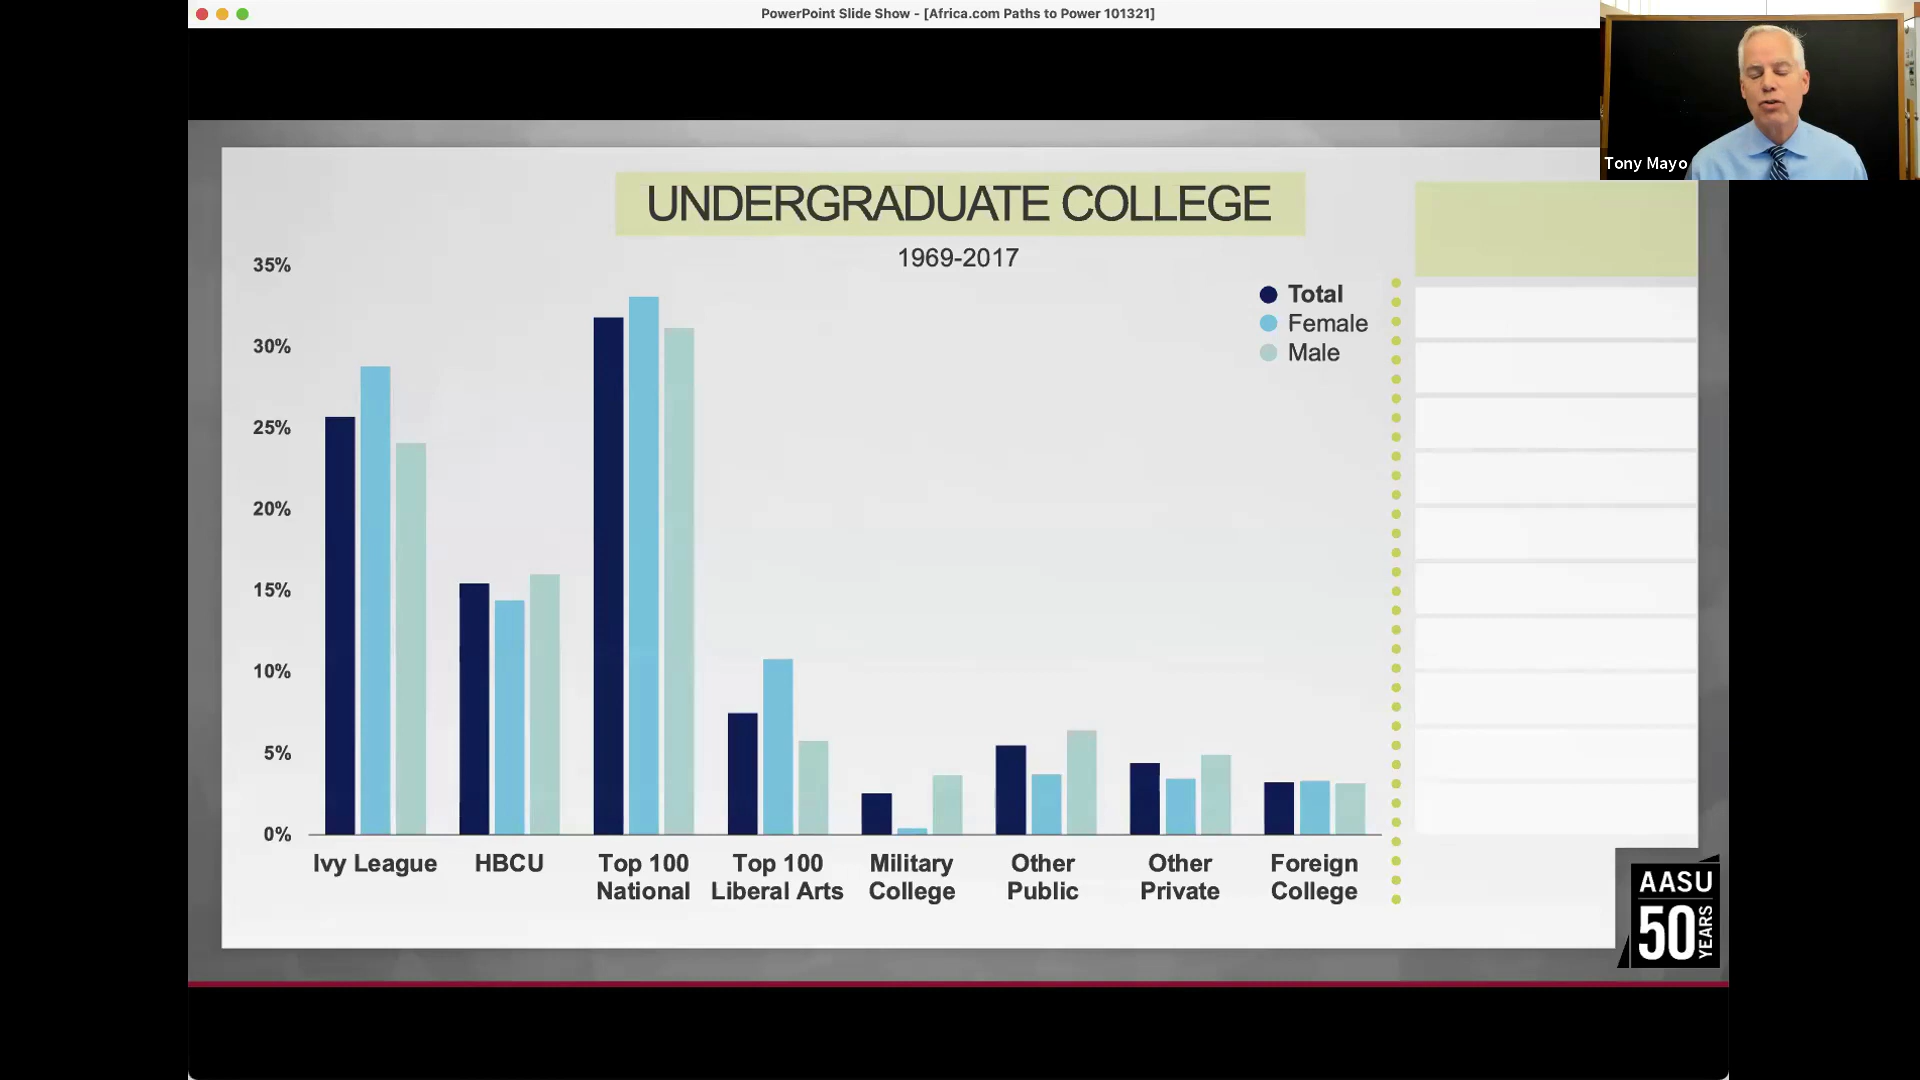 PowerPoint Slide Show - [Africa.com Paths to Power 101321]
Tony Mayo
UNDERGRADUATE COLLEGE
1969-2017
35%
30%
25%
20%
15%
10%
5%
0%
Total
Female
Male
Ivy League
HBCU
Top 100
National
Top 100
Liberal Arts
Military
College
Other
Public
Other
Private
Foreign
College
AASU
50 YEARS